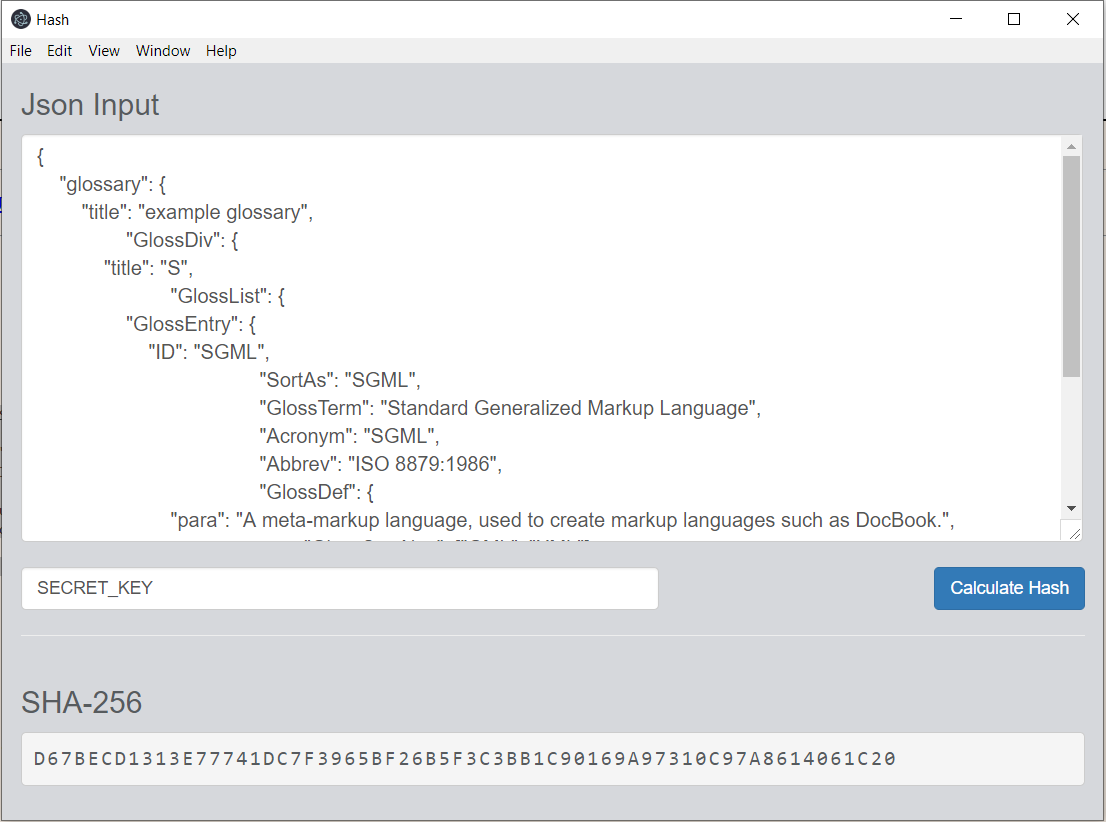 Hash
File Edit View Window Help
Json Input
{
"glossary": {
"title": "example glossary",
"GlossDiv": {
"title": "S",
"GlossList": {
"GlossEntry": {
"ID": "SGML",
"SortAs": "SGML",
"GlossTerm": "Standard Generalized Markup Language",
"Acronym": "SGML",
"Abbrev": "ISO 8879:1986",
"GlossDef": {
"para": "A meta-markup language, used to create markup languages such as DocBook.",
SECRET_KEY
Calculate Hash
SHA-256
D67BECD1313E77741DC7F3965BF26B5F3C3BB1C90169A97310C97A8614061C20